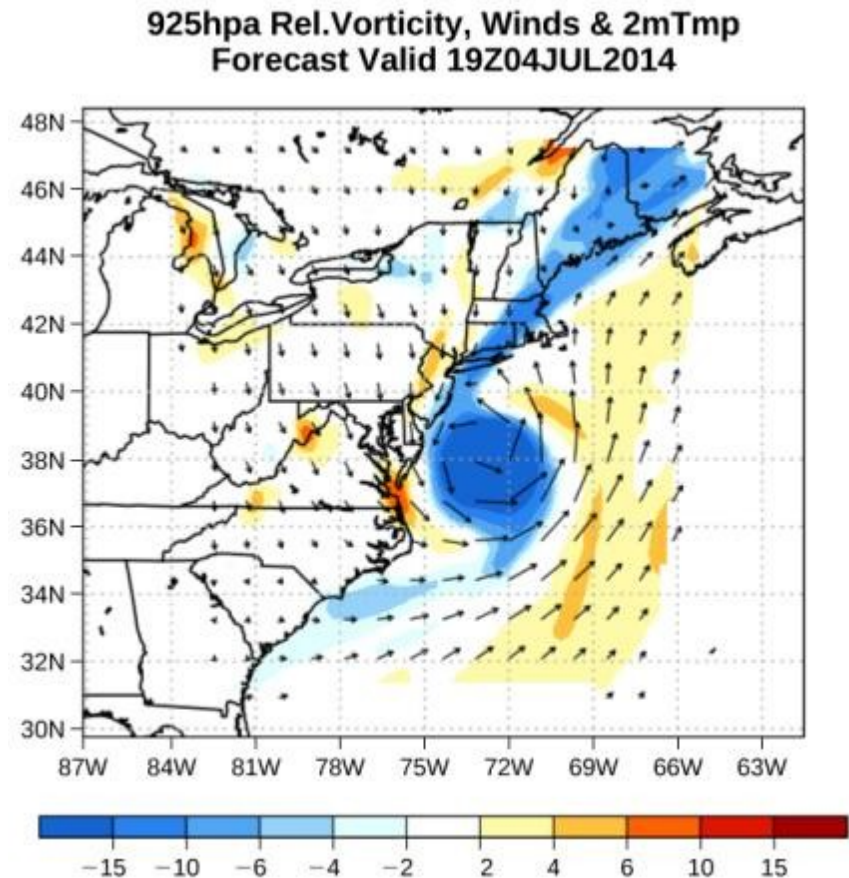 925hpa Rel.Vorticity, Winds & 2mTmp
Forecast Valid 19Z04JUL2014
48N
46N
44N
42N
40N
38N
36N
34N
32N
30N
87W 84W 81W 78W 75W 72W 69W 66W 63W
−15 −10 −6 −4 −2 2 4 6 10 15